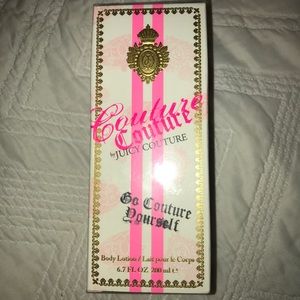 Couture
Couture
by JUICY COUTURE
Go Couture
Yourself
Body Lotion / Lait pour le Corps
6.7 FL OZ 200 ml e